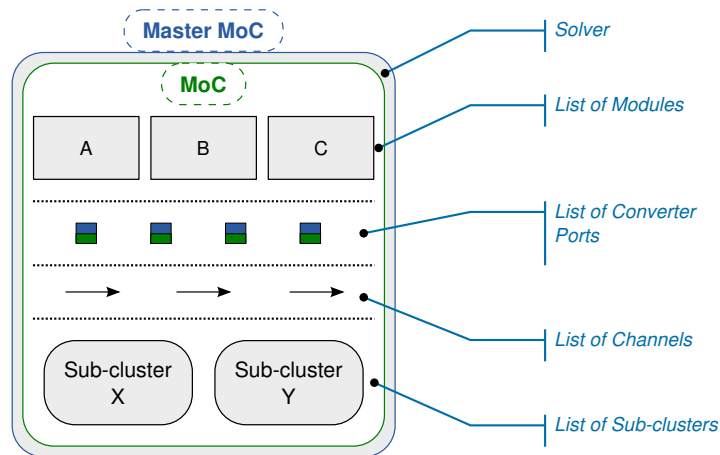 Master MoC
Solver
MoC
List of Modules
A
B
C
List of Converter
Ports
List of Channels
Sub-cluster
X
Sub-cluster
Y
List of Sub-clusters